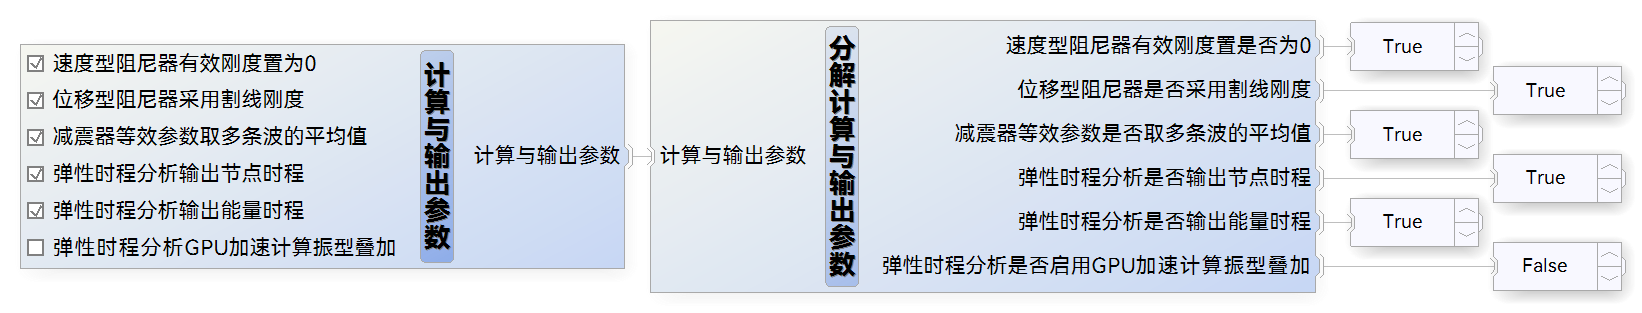 速度型阻尼器有效刚度置为0
位移型阻尼器采用割线刚度
减震器等效参数取多条波的平均值
弹性时程分析输出节点时程
弹性时程分析输出能量时程
弹性时程分析GPU加速计算振型叠加
计算与输出参数
计算与输出参数
计算与输出参数
分解计算与输出参数
速度型阻尼器有效刚度置是否为0
True
位移型阻尼器是否采用割线刚度
True
减震器等效参数是否取多条波的平均值
True
弹性时程分析是否输出节点时程
True
弹性时程分析是否输出能量时程
True
弹性时程分析是否启用GPU加速计算振型叠加
False